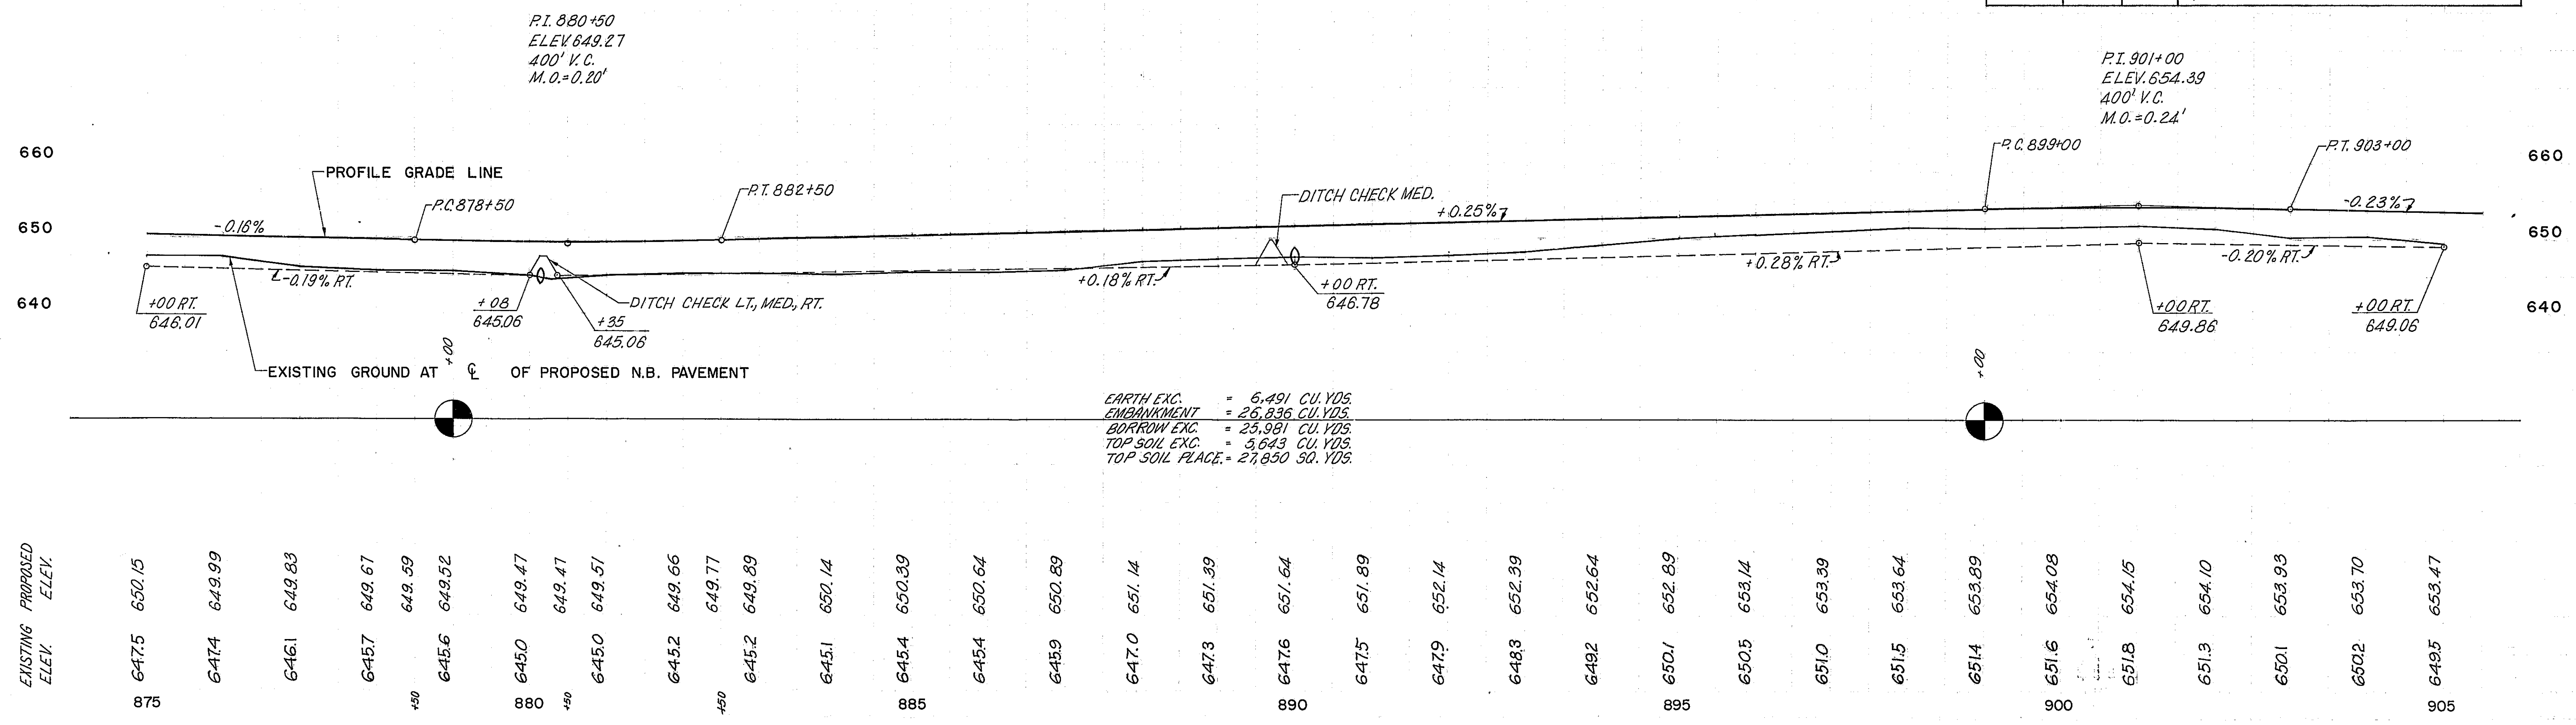 P.I. 880+50
ELEV. 649.27
400' V.C.
M.O.=0.20'
P.I. 901+00
ELEV. 654.39
400' V.C.
M.O.=0.24'
660
PROFILE GRADE LINE
P.C. 878+50
P.T. 882+50
DITCH CHECK MED.
P.C. 899+00
P.T. 903+00
660
650
-0.16%
+0.25%
-0.23%
650
-0.19% RT.
+0.18% RT.
+0.28% RT.
-0.20% RT.
640
+00 RT.
646.01
+08
645.06
DITCH CHECK LT., MED., RT.
+35
645.06
+00 RT.
646.78
+00 RT.
649.86
+00 RT.
649.06
640
+00
EXISTING GROUND AT ℄ OF PROPOSED N.B. PAVEMENT
+00
EARTH EXC. = 6,491 CU. YDS.
EMBANKMENT = 26,836 CU. YDS.
BORROW EXC. = 25,981 CU. YDS.
TOP SOIL EXC. = 5,643 CU. YDS.
TOP SOIL PLACE. = 27,850 SQ. YDS.
PROPOSED ELEV.
650.15 649.99 649.83 649.67 649.59 649.52 649.47 649.47 649.51 649.66 649.77 649.89 650.14 650.39 650.64 650.89 651.14 651.39 651.64 651.89 652.14 652.39 652.64 652.89 653.14 653.39 653.64 653.89 654.08 654.15 654.10 653.93 653.70 653.47
EXISTING ELEV.
647.5 647.4 646.1 645.7 645.6 645.0 645.0 645.2 645.2 645.1 645.4 645.4 645.9 647.0 647.3 647.6 647.5 647.9 648.3 649.2 650.1 650.5 651.0 651.5 651.4 651.6 651.8 651.3 650.1 650.2 649.5
875 +50 880 +50 +50 885 890 895 900 905